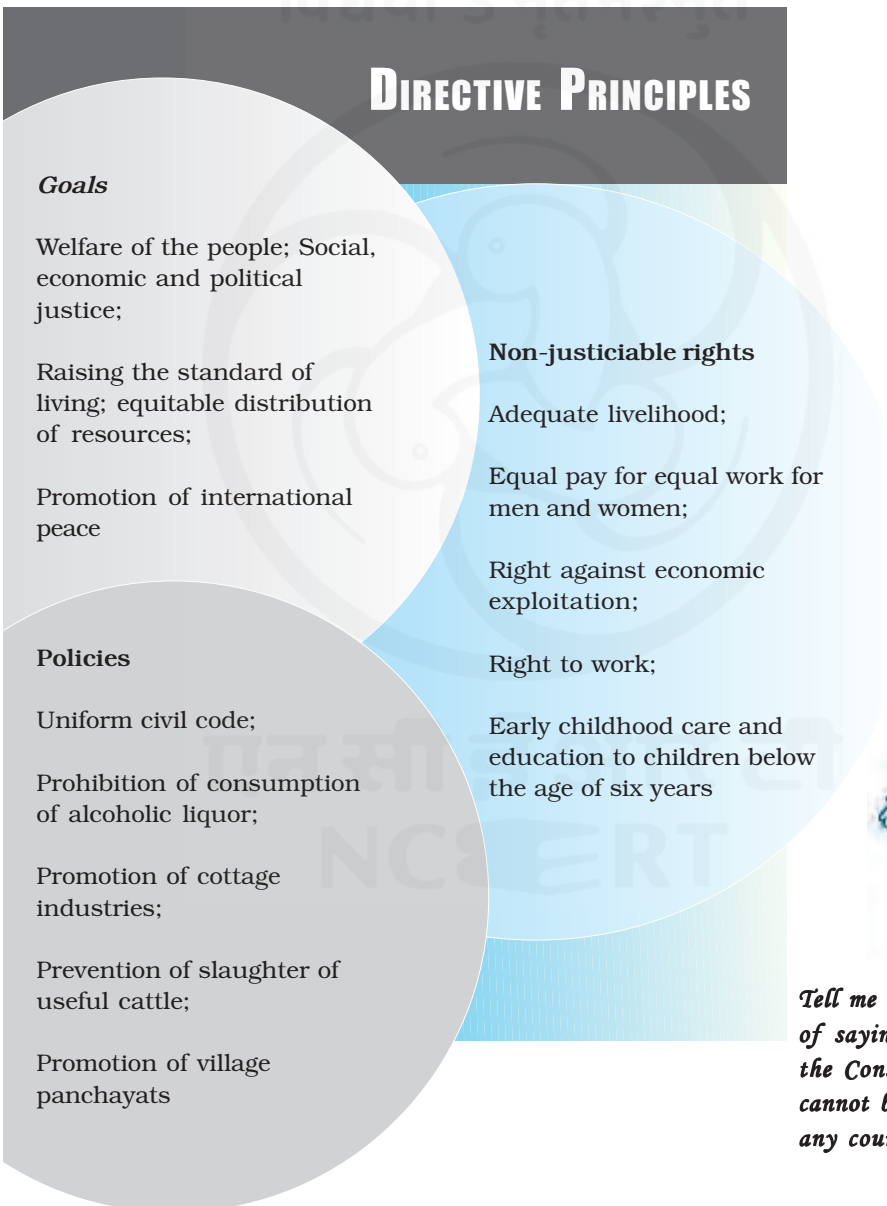 DIRECTIVE PRINCIPLES
Goals
Welfare of the people; Social,
economic and political
justice;
Raising the standard of
living; equitable distribution
of resources;
Promotion of international
peace
Non-justiciable rights
Adequate livelihood;
Equal pay for equal work for
men and women;
Right against economic
exploitation;
Right to work;
Early childhood care and
education to children below
the age of six years
Policies
Uniform civil code;
Prohibition of consumption
of alcoholic liquor;
Promotion of cottage
industries;
Prevention of slaughter of
useful cattle;
Promotion of village
panchayats
Tell me
of
the
cannot
any
एन सी ई आर टी
NCERT